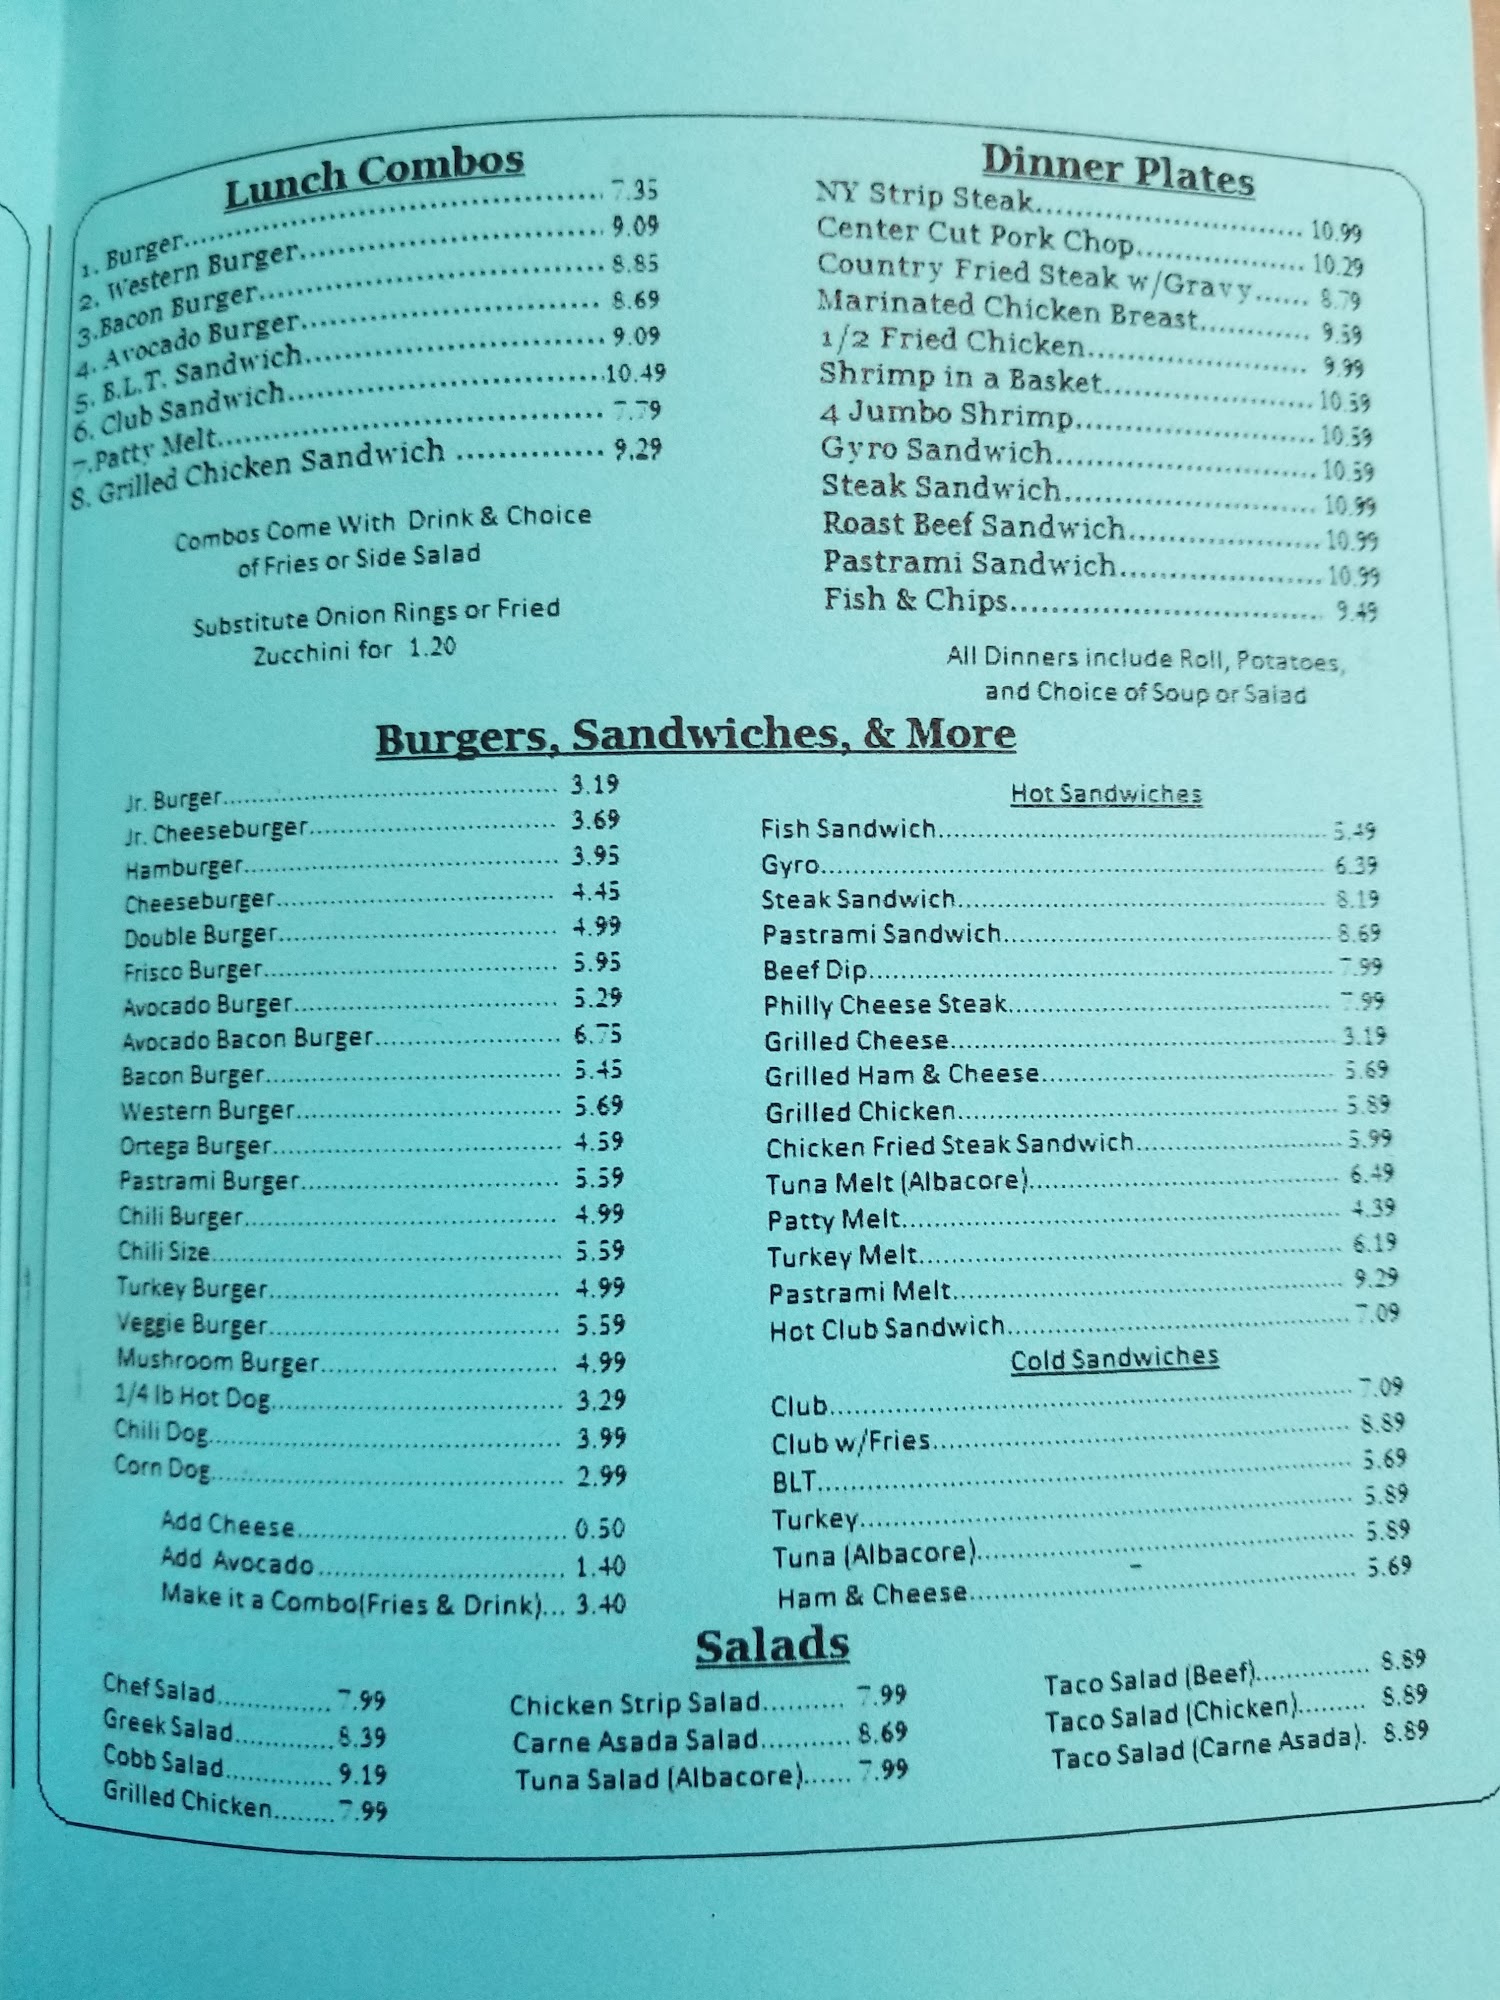 Lunch Combos
1. Burger 7.35
2. Western Burger 9.09
3.Bacon Burger 8.85
4. Avocado Burger 8.69
5. B.L.T. Sandwich 9.09
6. Club Sandwich 10.49
7.Patty Melt 7.79
8. Grilled Chicken Sandwich 9.29
Combos Come With Drink & Choice
of Fries or Side Salad
Substitute Onion Rings or Fried
Zucchini for 1.20
Dinner Plates
NY Strip Steak 10.99
Center Cut Pork Chop 10.29
Country Fried Steak w/Gravy 8.79
Marinated Chicken Breast 9.59
1/2 Fried Chicken 9.99
Shrimp in a Basket 10.59
4 Jumbo Shrimp 10.59
Gyro Sandwich 10.59
Steak Sandwich 10.99
Roast Beef Sandwich 10.99
Pastrami Sandwich 10.99
Fish & Chips 9.49
All Dinners include Roll, Potatoes,
and Choice of Soup or Salad
Burgers, Sandwiches, & More
Jr. Burger 3.19
Jr. Cheeseburger 3.69
Hamburger 3.95
Cheeseburger 4.45
Double Burger 4.99
Frisco Burger 5.95
Avocado Burger 5.29
Avocado Bacon Burger 6.75
Bacon Burger 5.45
Western Burger 5.69
Ortega Burger 4.59
Pastrami Burger 5.59
Chili Burger 4.99
Chili Size 5.59
Turkey Burger 4.99
Veggie Burger 5.59
Mushroom Burger 4.99
1/4 lb Hot Dog 3.29
Chili Dog 3.99
Corn Dog 2.99
Add Cheese 0.50
Add Avocado 1.40
Make it a Combo(Fries & Drink)... 3.40
Hot Sandwiches
Fish Sandwich 5.49
Gyro 6.39
Steak Sandwich 8.19
Pastrami Sandwich 8.69
Beef Dip 7.99
Philly Cheese Steak 7.99
Grilled Cheese 3.19
Grilled Ham & Cheese 5.69
Grilled Chicken 5.89
Chicken Fried Steak Sandwich 5.99
Tuna Melt (Albacore) 6.49
Patty Melt 4.39
Turkey Melt 6.19
Pastrami Melt 9.29
Hot Club Sandwich 7.09
Cold Sandwiches
Club 7.09
Club w/Fries 8.89
BLT 5.69
Turkey 5.89
Tuna (Albacore) 5.89
Ham & Cheese 5.69
Salads
Chef Salad 7.99
Greek Salad 8.39
Cobb Salad 9.19
Grilled Chicken 7.99
Chicken Strip Salad 7.99
Carne Asada Salad 8.69
Tuna Salad (Albacore) 7.99
Taco Salad (Beef) 8.89
Taco Salad (Chicken) 8.89
Taco Salad (Carne Asada). 8.89